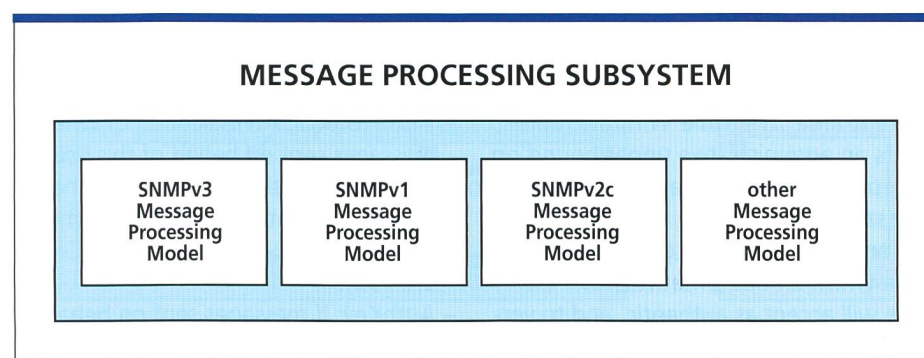 MESSAGE PROCESSING SUBSYSTEM
SNMPv3
Message
Processing
Model
SNMPv1
Message
Processing
Model
SNMPv2c
Message
Processing
Model
other
Message
Processing
Model